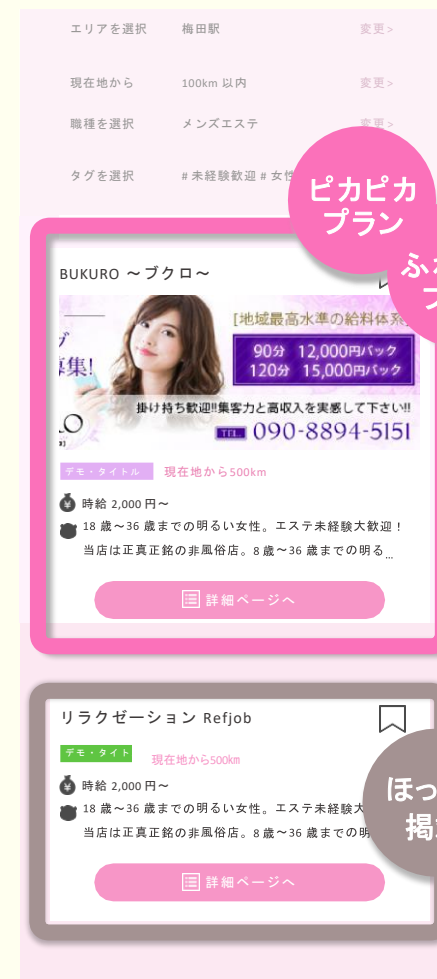 エリアを選択 梅田駅 変更>
現在地から 100km 以内 変更>
職種を選択 メンズエステ 変更>
タグを選択 #未経験歓迎 #女性
ピカピカ
プラン
BUKURO ～ブクロ～
[地域最高水準の給料体系]
集!
90分 12,000円バック
120分 15,000円バック
掛け持ち歓迎!!集客力と高収入を実感して下さい!!
TEL. 090-8894-5151
デモ・タイトル 現在地から500km
時給 2,000 円〜
18 歳〜36 歳までの明るい女性。エステ未経験大歓迎！
当店は正真正銘の非風俗店。8 歳〜36 歳までの明る...
詳細ページへ
リラクゼーション Refjob
デモ・タイト 現在地から500km
時給 2,000 円〜
18 歳〜36 歳までの明るい女性。エステ未経験大
当店は正真正銘の非風俗店。8 歳〜36 歳までの明
ほっ
掲
詳細ページへ